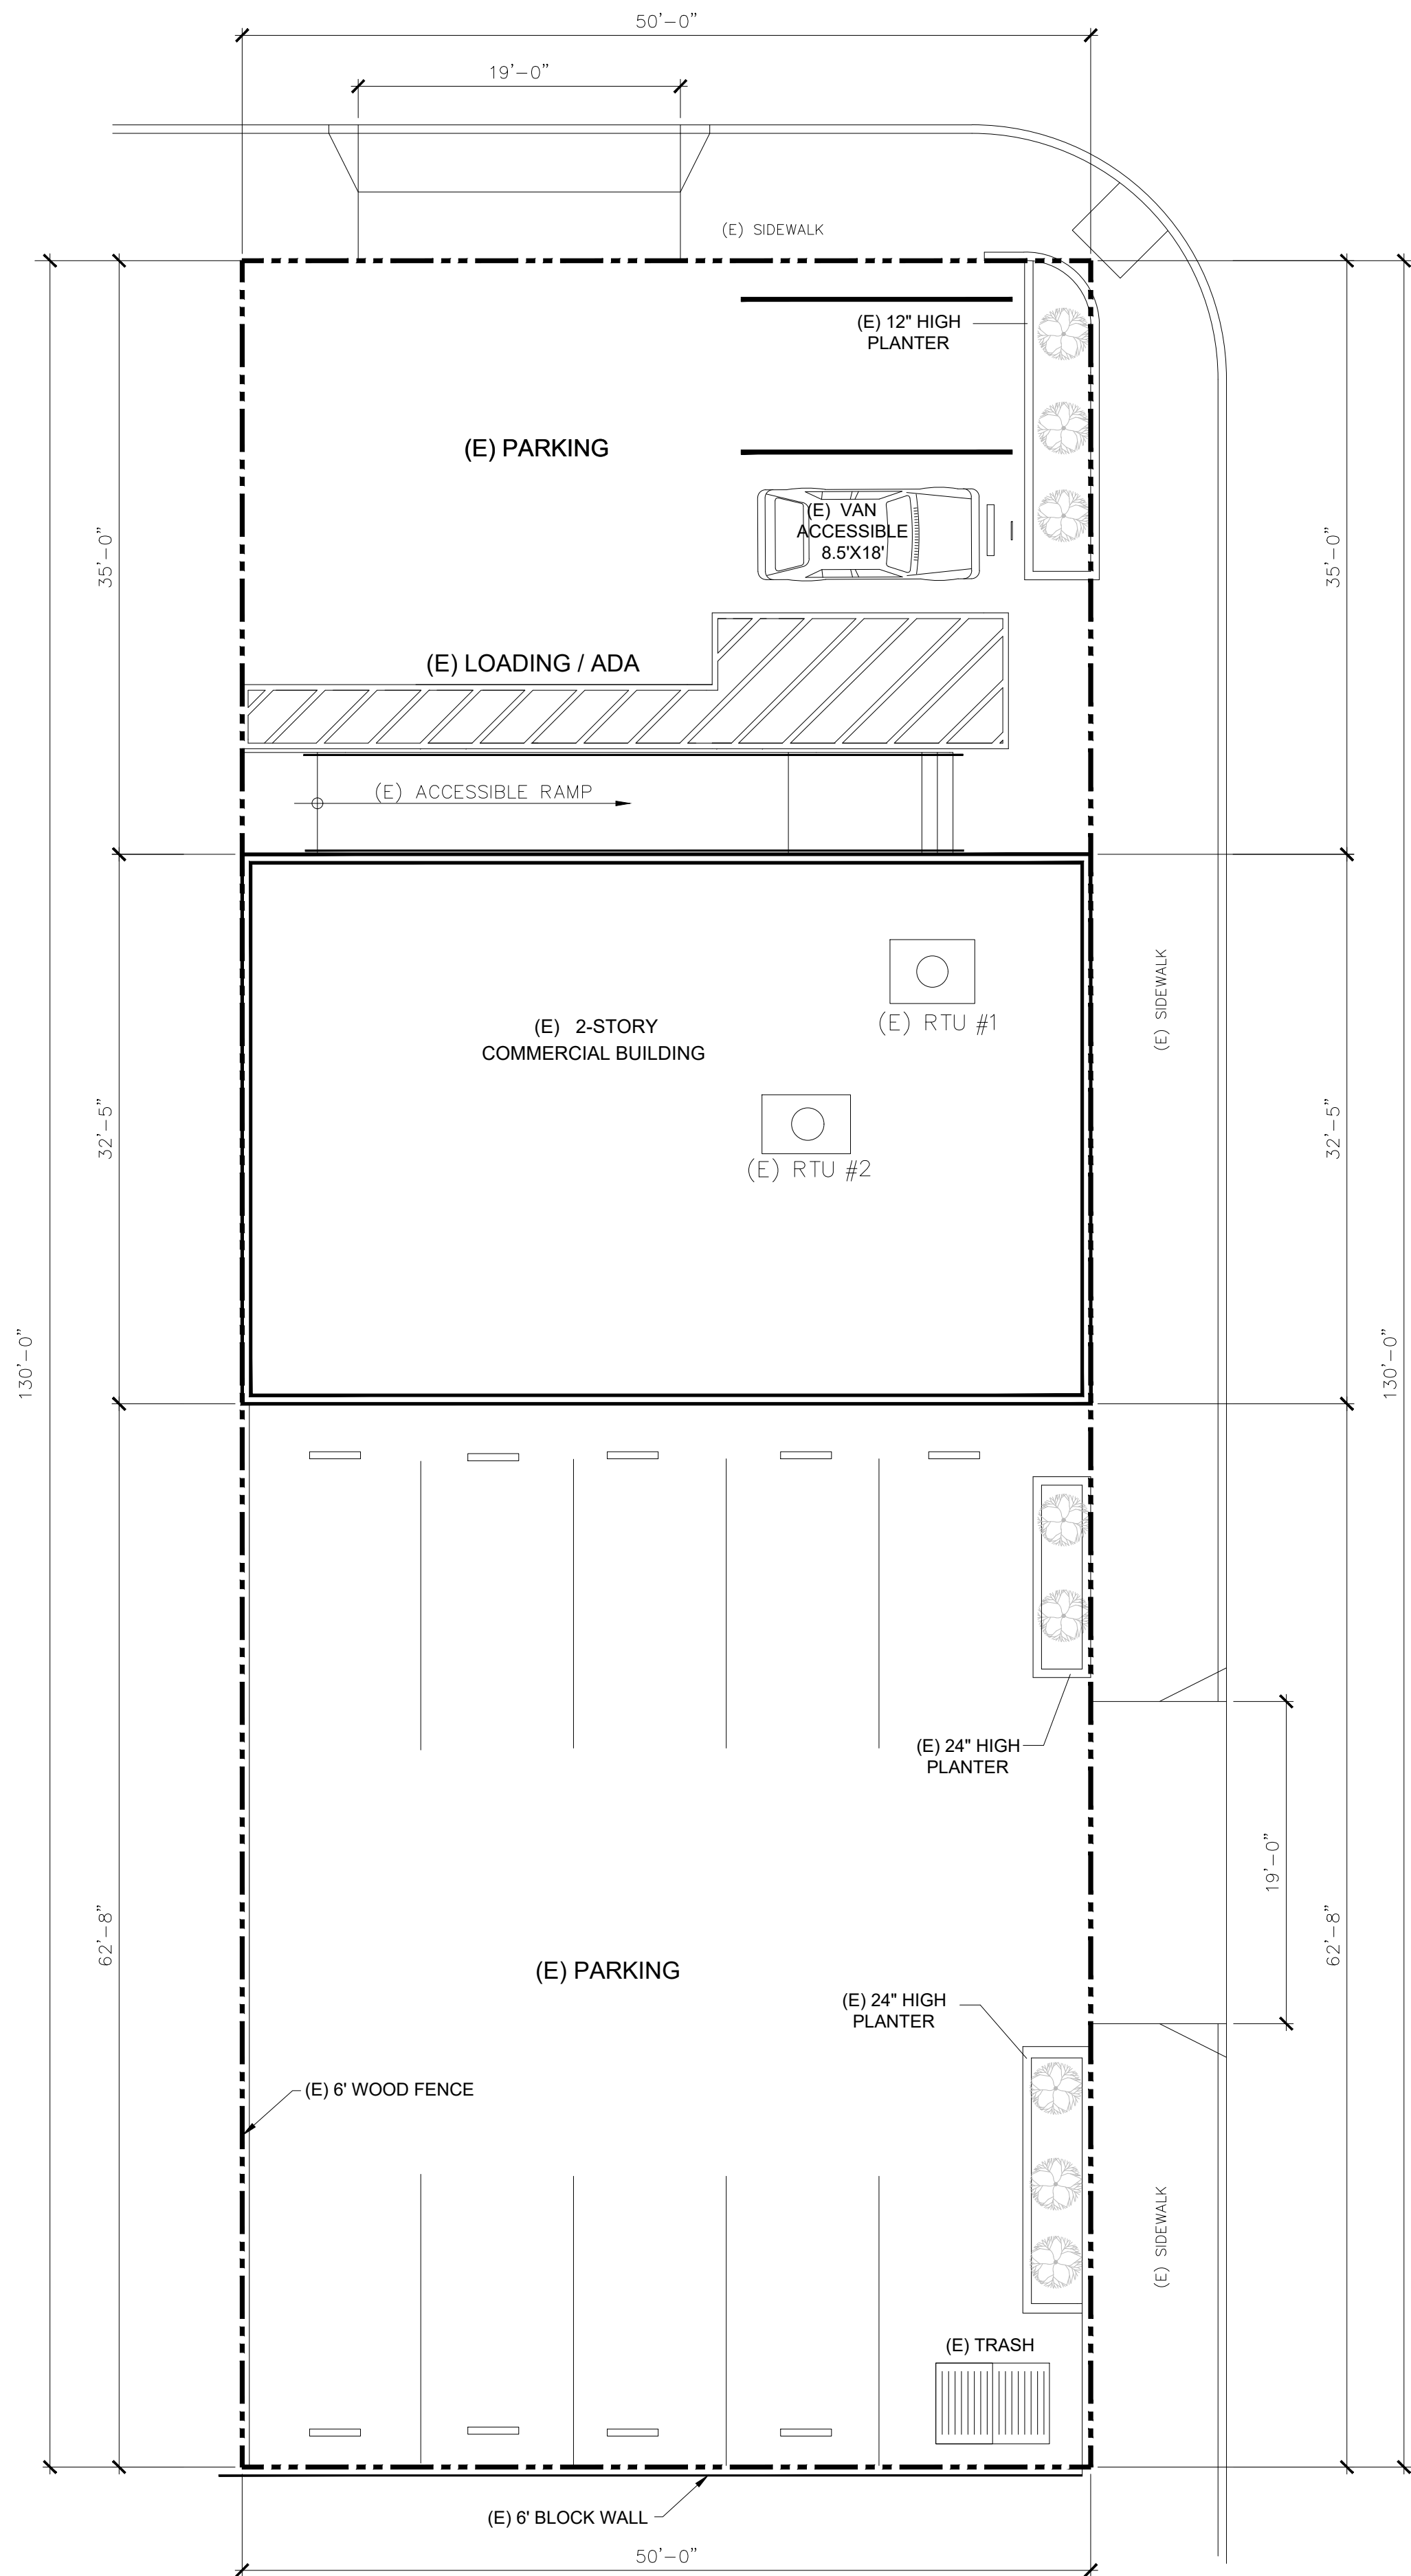 50'-0"
19'-0"
(E) SIDEWALK
(E) 12" HIGH
PLANTER
(E) PARKING
(E) VAN
ACCESSIBLE
8.5'X18'
35'-0"
35'-0"
(E) LOADING / ADA
(E) ACCESSIBLE RAMP
(E) SIDEWALK
(E) RTU #1
(E) 2-STORY
COMMERCIAL BUILDING
32'-5"
32'-5"
(E) RTU #2
130'-0"
130'-0"
(E) 24" HIGH
PLANTER
19'-0"
62'-8"
62'-8"
(E) PARKING
(E) 24" HIGH
PLANTER
(E) 6' WOOD FENCE
(E) SIDEWALK
(E) TRASH
(E) 6' BLOCK WALL
50'-0"